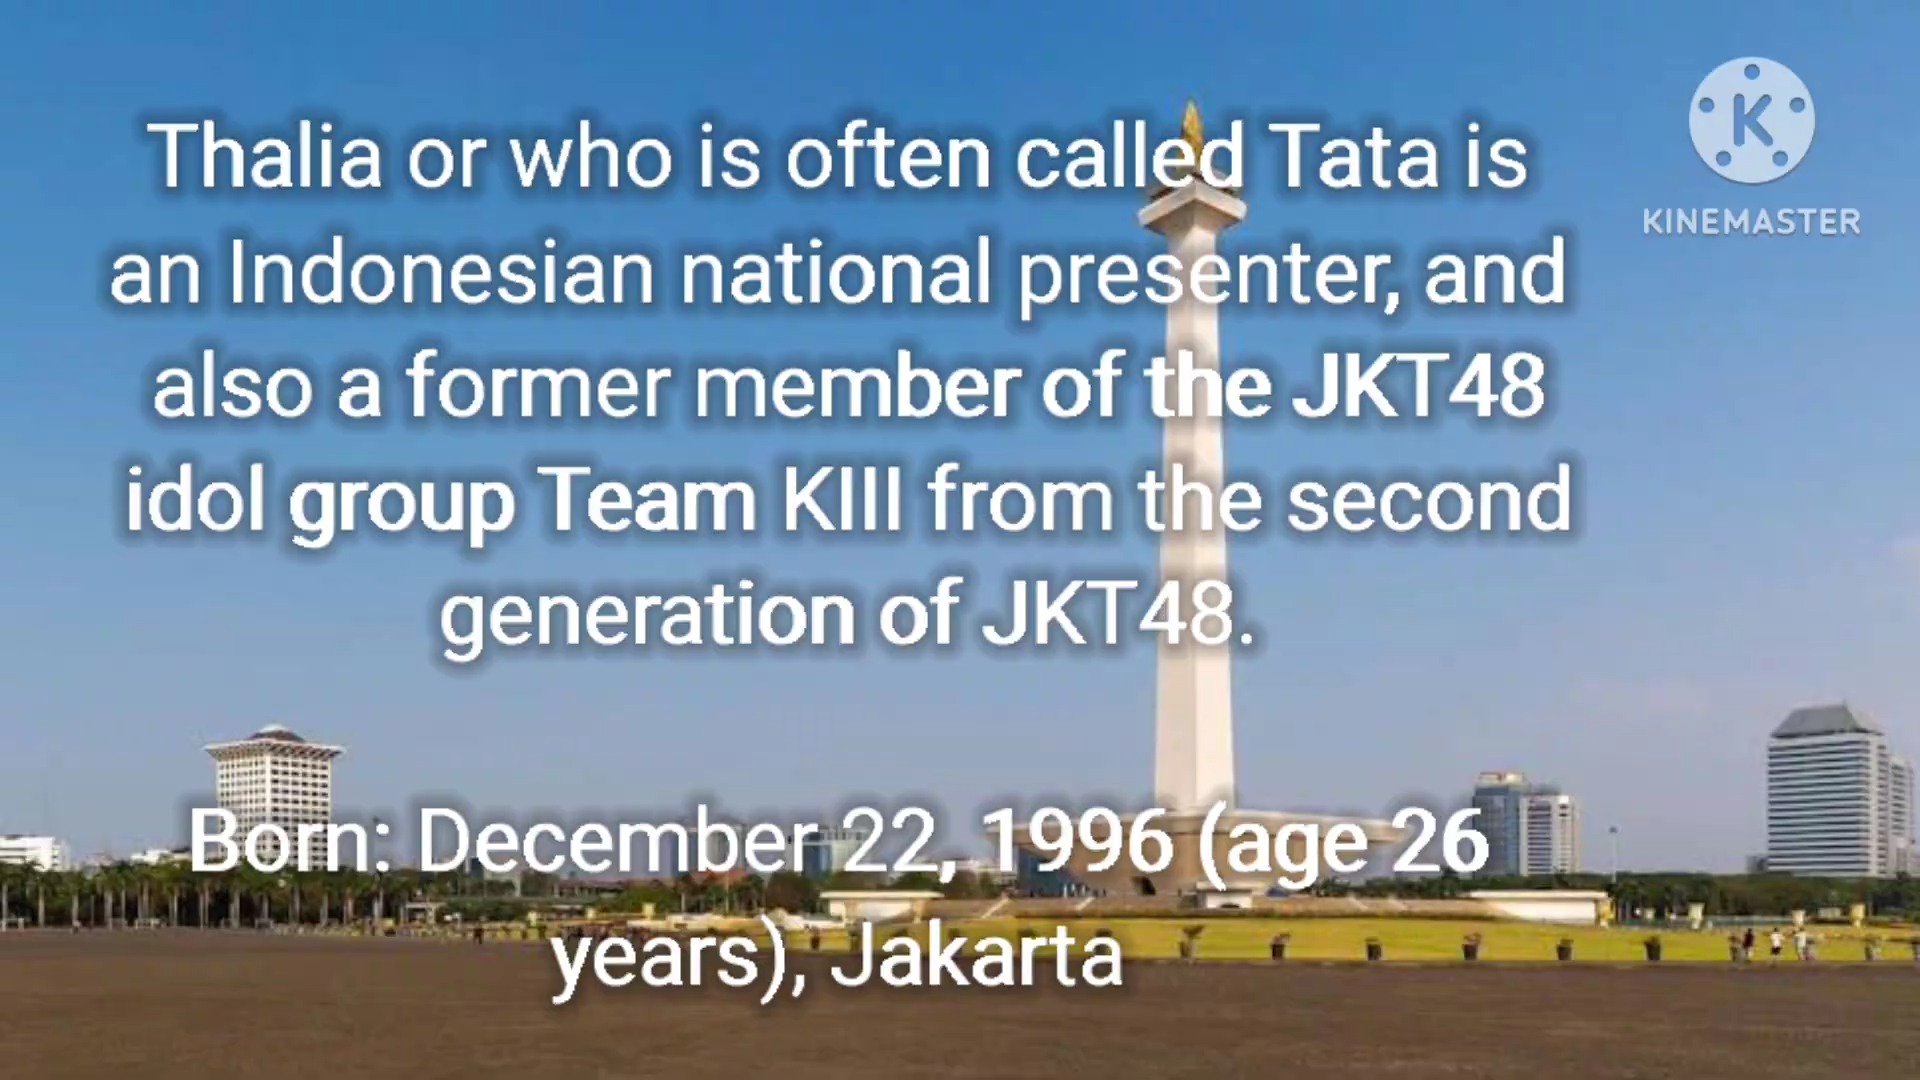 Thalia or who is often called Tata is
an Indonesian national presenter, and
also a former member of the JKT48
idol group Team KIII from the second
generation of JKT48.
Born: December 22, 1996 (age 26
years), Jakarta
K
KINEMASTER